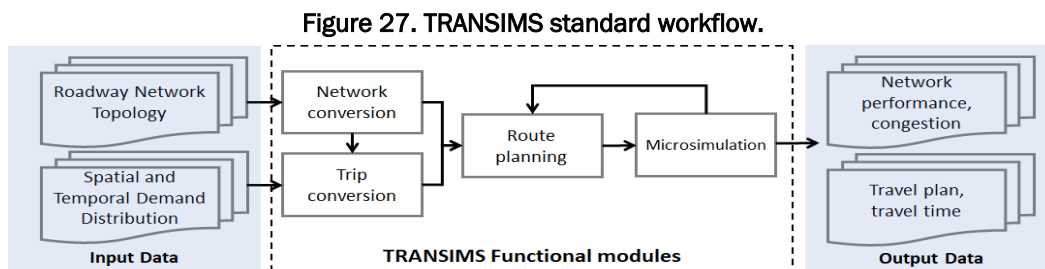 Figure 27. TRANSIMS standard workflow.
Roadway Network
Topology
Spatial and
Temporal Demand
Distribution
Input Data
Network
conversion
Trip
conversion
Route
planning
Microsimulation
TRANSIMS Functional modules
Network
performance,
congestion
Travel plan,
travel time
Output Data